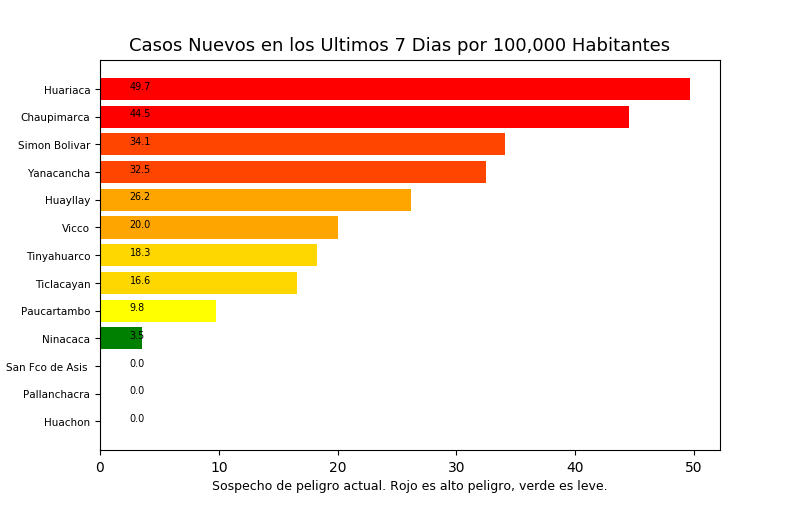 Casos Nuevos en los Ultimos 7 Dias por 100,000 Habitantes
Huariaca 49.7
Chaupimarca 44.5
Simon Bolivar 34.1
Yanacancha 32.5
Huayllay 26.2
Vicco 20.0
Tinyahuarco 18.3
Ticlacayan 16.6
Paucartambo 9.8
Ninacaca 3.5
San Fco de Asis 0.0
Pallanchacra 0.0
Huachon 0.0
0 10 20 30 40 50
Sospecho de peligro actual. Rojo es alto peligro, verde es leve.